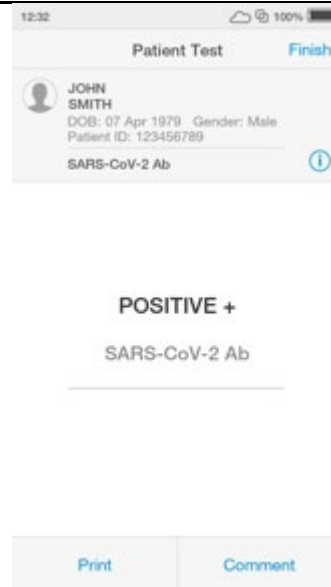 12:32 100%
Patient Test Finish
JOHN
SMITH
DOB: 07 Apr 1979 Gender: Male
Patient ID: 123456789
SARS-CoV-2 Ab
POSITIVE +
SARS-CoV-2 Ab
Print Comment